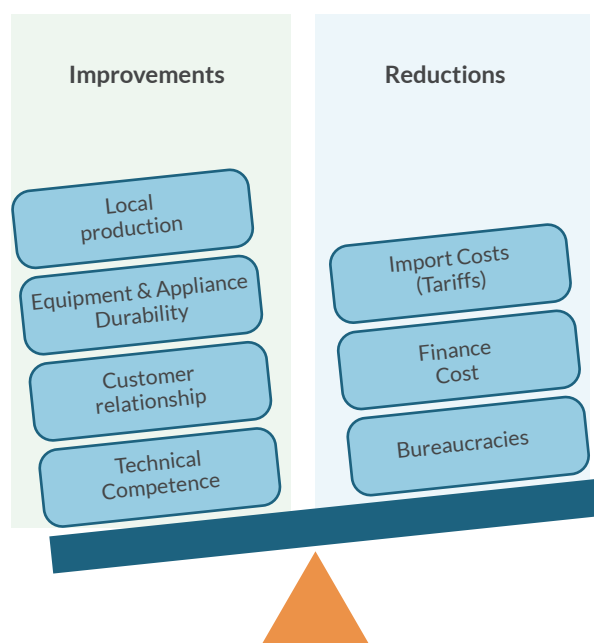 Improvements
Local
production
Equipment & Appliance
Durability
Customer
relationship
Technical
Competence
Reductions
Import Costs
(Tariffs)
Finance
Cost
Bureaucracies